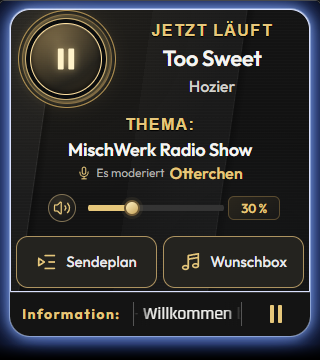 JETZT LÄUFT
Too Sweet
Hozier
THEMA:
MischWerk Radio Show
Es moderiert Otterchen
30 %
Sendeplan
Wunschbox
Information: Willkommen